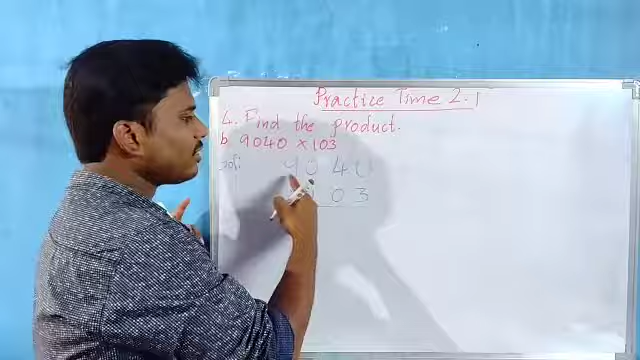 Practice Time 2.1
4. Find the product.
b 9040 x 103
Sol:
9040
103